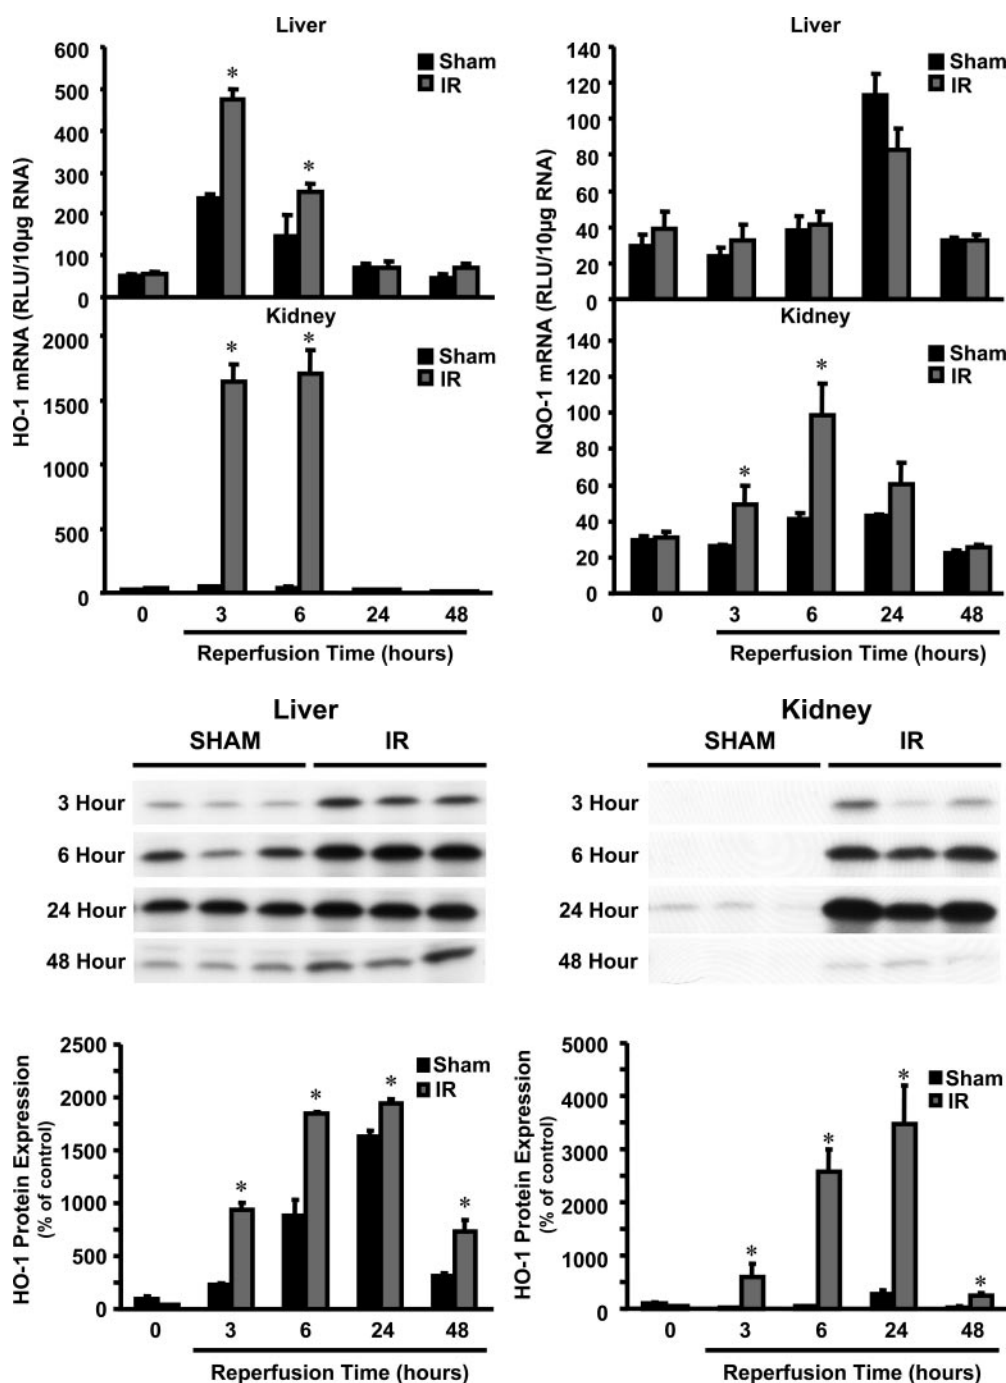 Liver
HO-1 mRNA (RLU/10µg RNA)
600
500
400
300
200
100
0
Sham
IR
*
*
Kidney
2000
1500
1000
500
0
Sham
IR
*
*
0 3 6 24 48
Reperfusion Time (hours)
Liver
NQO-1 mRNA (RLU/10µg RNA)
140
120
100
80
60
40
20
0
Sham
IR
Kidney
140
120
100
80
60
40
20
0
Sham
IR
*
*
0 3 6 24 48
Reperfusion Time (hours)
Liver
SHAM IR
3 Hour
6 Hour
24 Hour
48 Hour
Kidney
SHAM IR
3 Hour
6 Hour
24 Hour
48 Hour
HO-1 Protein Expression
(% of control)
2500
2000
1500
1000
500
0
Sham
IR
*
*
*
*
0 3 6 24 48
Reperfusion Time (hours)
HO-1 Protein Expression
(% of control)
5000
4000
3000
2000
1000
0
Sham
IR
*
*
*
*
0 3 6 24 48
Reperfusion Time (hours)